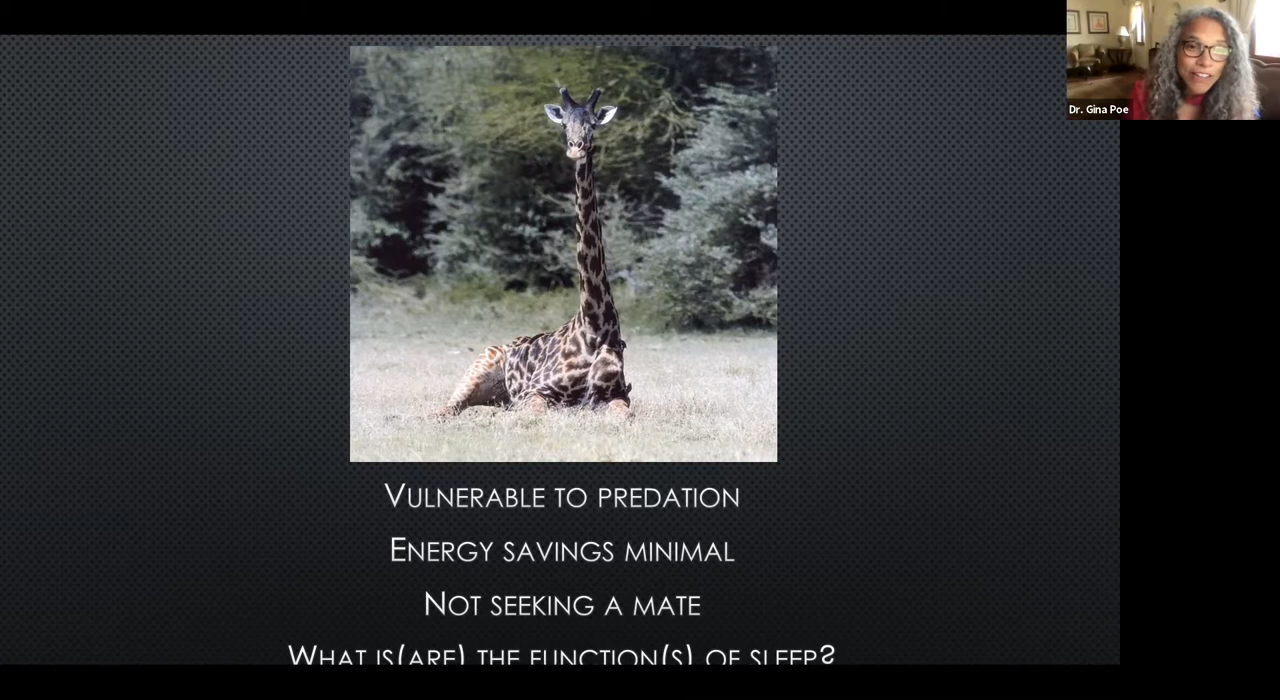 Dr. Gina Poe
Vulnerable to predation
Energy savings minimal
Not seeking a mate
What is(are) the function(s) of sleep?